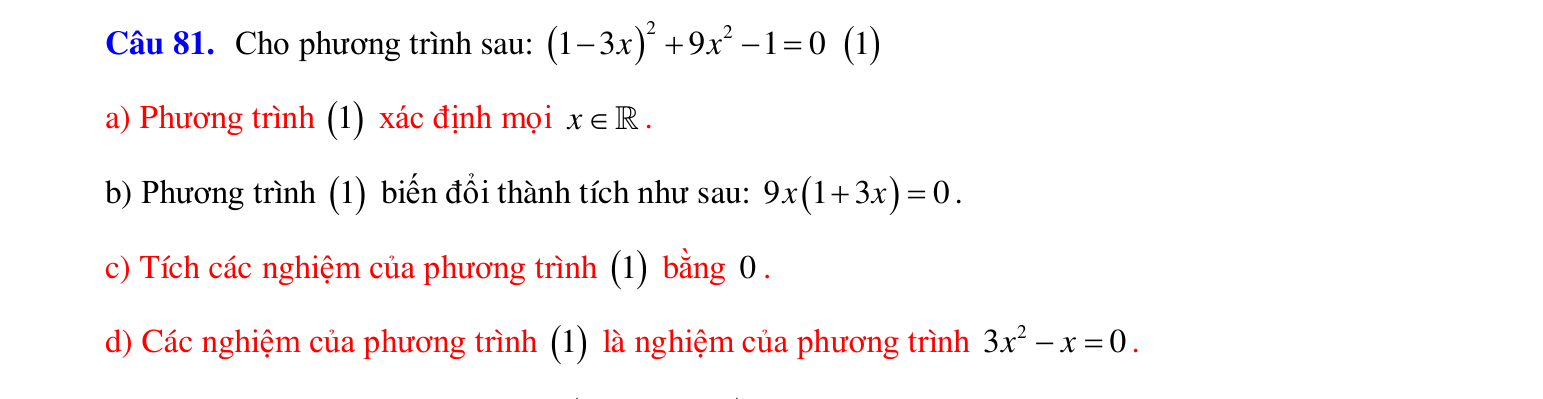 Câu 81. Cho phương trình sau: (1−3x)² +9x² −1=0 (1)
a) Phương trình (1) xác định mọi x∈ℝ.
b) Phương trình (1) biến đổi thành tích như sau: 9x(1+3x)=0.
c) Tích các nghiệm của phương trình (1) bằng 0.
d) Các nghiệm của phương trình (1) là nghiệm của phương trình 3x² −x=0.